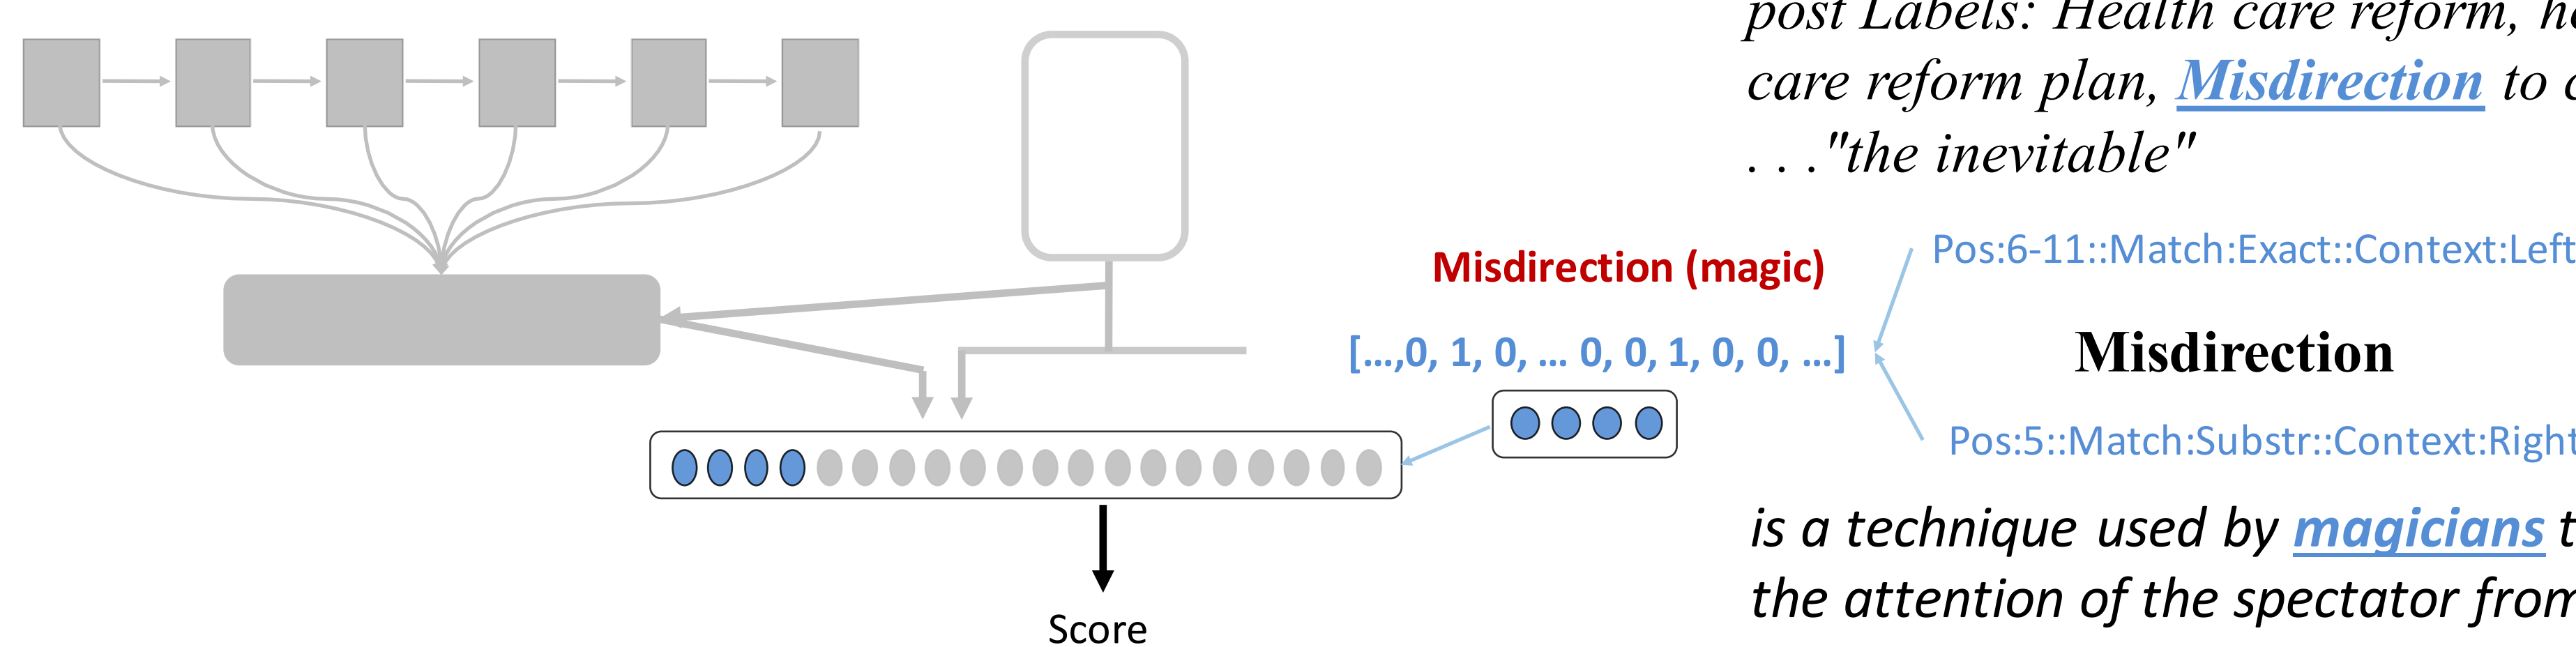 post Labels: Health care reform,
care reform plan, Misdirection to
. . ."the inevitable"
Pos:6-11::Match:Exact::Context:Left
Misdirection (magic)
[…,0, 1, 0, … 0, 0, 1, 0, 0, …]
Misdirection
Pos:5::Match:Substr::Context:Right
is a technique used by magicians
the attention of the spectator from
Score